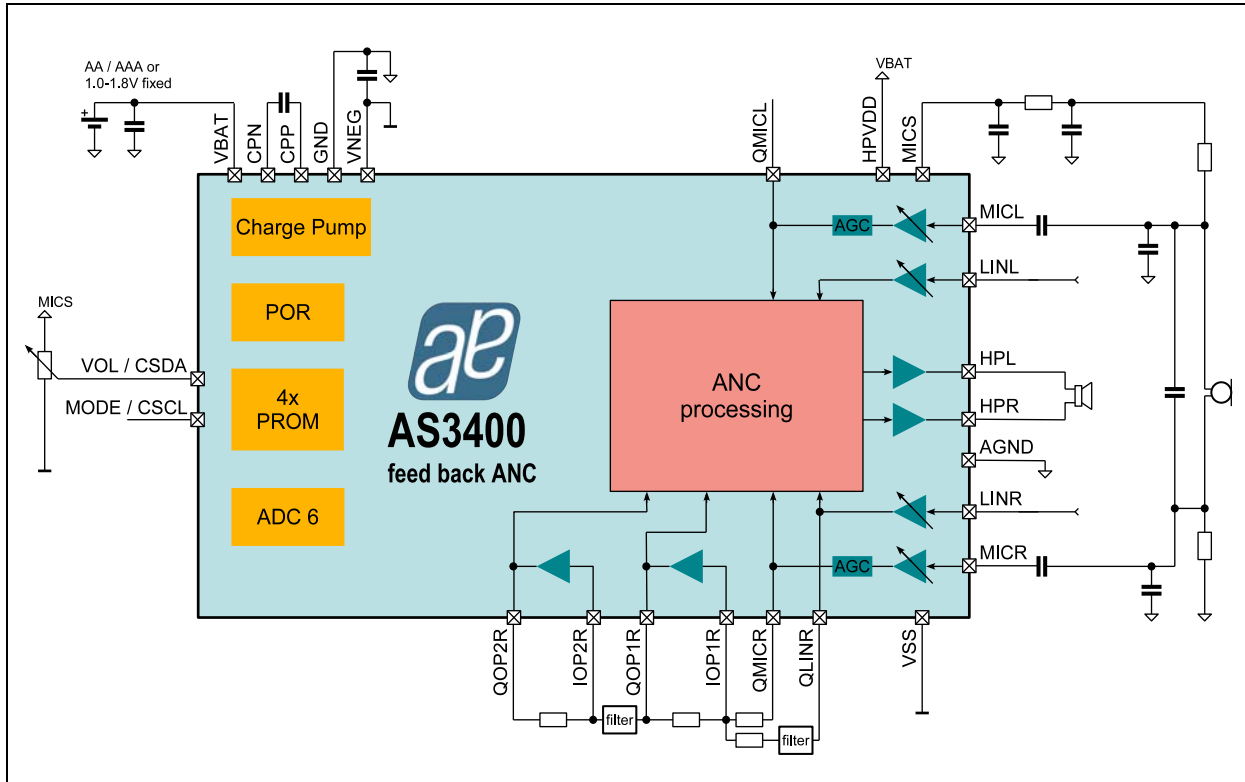 AA / AAA or
1.0-1.8V fixed
+
VBAT
CPN
CPP
GND
VNEG
QMICL
VBAT
HPVDD
MICS
Charge Pump
POR
4x
PROM
ADC 6
MICS
VOL / CSDA
MODE / CSCL
ae
AS3400
feed back ANC
ANC
processing
AGC
AGC
MICL
LINL
HPL
HPR
AGND
LINR
MICR
QOP2R
IOP2R
QOP1R
IOP1R
QMICR
QLINR
VSS
filter
filter